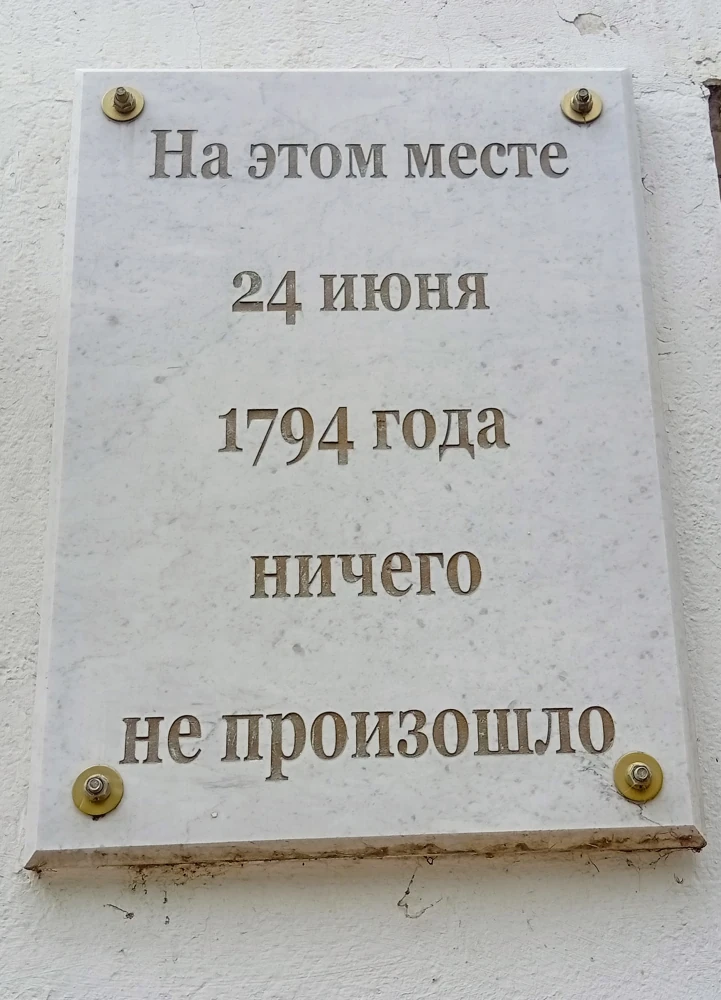 На этом месте
24 июня
1794 года
ничего
не произошло